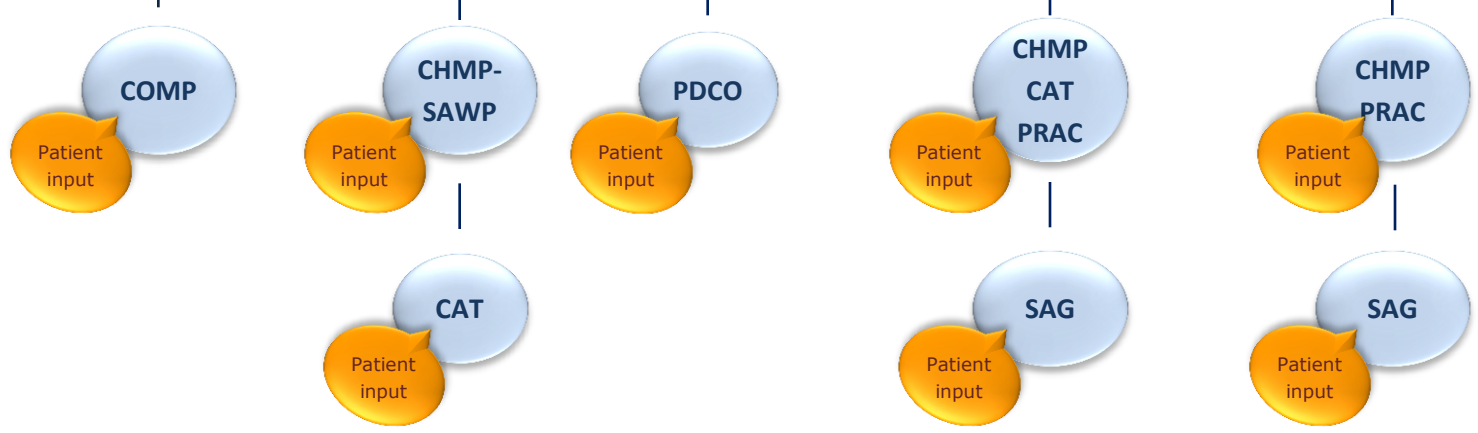 COMP
Patient
input
CHMP-
SAWP
Patient
input
PDCO
Patient
input
CHMP
CAT
PRAC
Patient
input
CHMP
PRAC
Patient
input
CAT
Patient
input
SAG
Patient
input
SAG
Patient
input